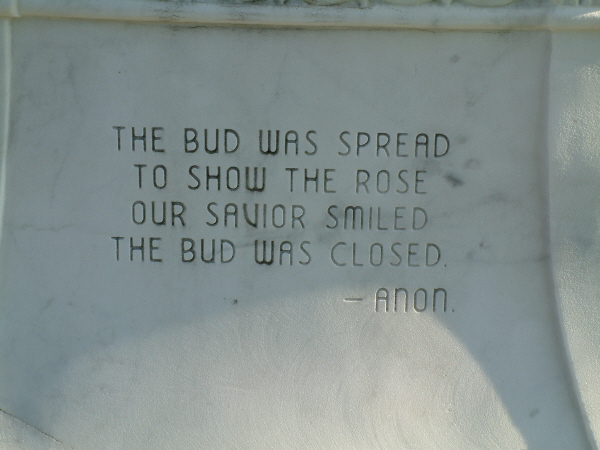 THE BUD WAS SPREAD
TO SHOW THE ROSE
OUR SAVIOR SMILED
THE BUD WAS CLOSED.
— ANON.